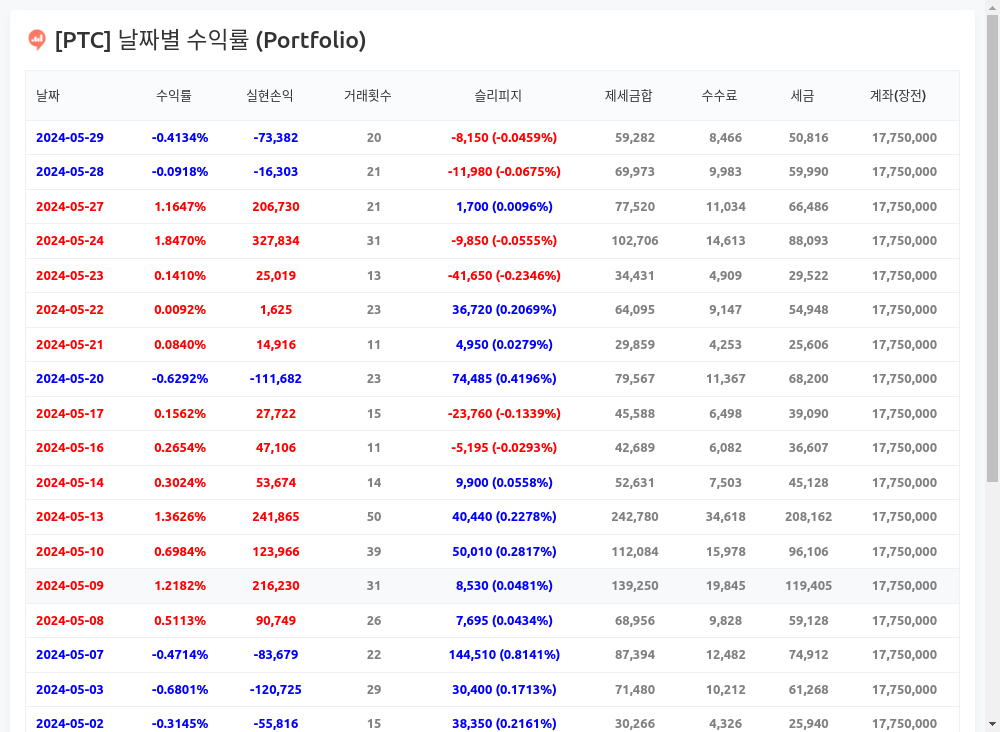 [PTC] 날짜별 수익률 (Portfolio)
날짜 수익률 실현손익 거래횟수 슬리피지 제세금합 수수료 세금 계좌(장전)
2024-05-29 -0.4134% -73,382 20 -8,150 (-0.0459%) 59,282 8,466 50,816 17,750,000
2024-05-28 -0.0918% -16,303 21 -11,980 (-0.0675%) 69,973 9,983 59,990 17,750,000
2024-05-27 1.1647% 206,730 21 1,700 (0.0096%) 77,520 11,034 66,486 17,750,000
2024-05-24 1.8470% 327,834 31 -9,850 (-0.0555%) 102,706 14,613 88,093 17,750,000
2024-05-23 0.1410% 25,019 13 -41,650 (-0.2346%) 34,431 4,909 29,522 17,750,000
2024-05-22 0.0092% 1,625 23 36,720 (0.2069%) 64,095 9,147 54,948 17,750,000
2024-05-21 0.0840% 14,916 11 4,950 (0.0279%) 29,859 4,253 25,606 17,750,000
2024-05-20 -0.6292% -111,682 23 74,485 (0.4196%) 79,567 11,367 68,200 17,750,000
2024-05-17 0.1562% 27,722 15 -23,760 (-0.1339%) 45,588 6,498 39,090 17,750,000
2024-05-16 0.2654% 47,106 11 -5,195 (-0.0293%) 42,689 6,082 36,607 17,750,000
2024-05-14 0.3024% 53,674 14 9,900 (0.0558%) 52,631 7,503 45,128 17,750,000
2024-05-13 1.3626% 241,865 50 40,440 (0.2278%) 242,780 34,618 208,162 17,750,000
2024-05-10 0.6984% 123,966 39 50,010 (0.2817%) 112,084 15,978 96,106 17,750,000
2024-05-09 1.2182% 216,230 31 8,530 (0.0481%) 139,250 19,845 119,405 17,750,000
2024-05-08 0.5113% 90,749 26 7,695 (0.0434%) 68,956 9,828 59,128 17,750,000
2024-05-07 -0.4714% -83,679 22 144,510 (0.8141%) 87,394 12,482 74,912 17,750,000
2024-05-03 -0.6801% -120,725 29 30,400 (0.1713%) 71,480 10,212 61,268 17,750,000
2024-05-02 -0.3145% -55,816 15 38,350 (0.2161%) 30,266 4,326 25,940 17,750,000